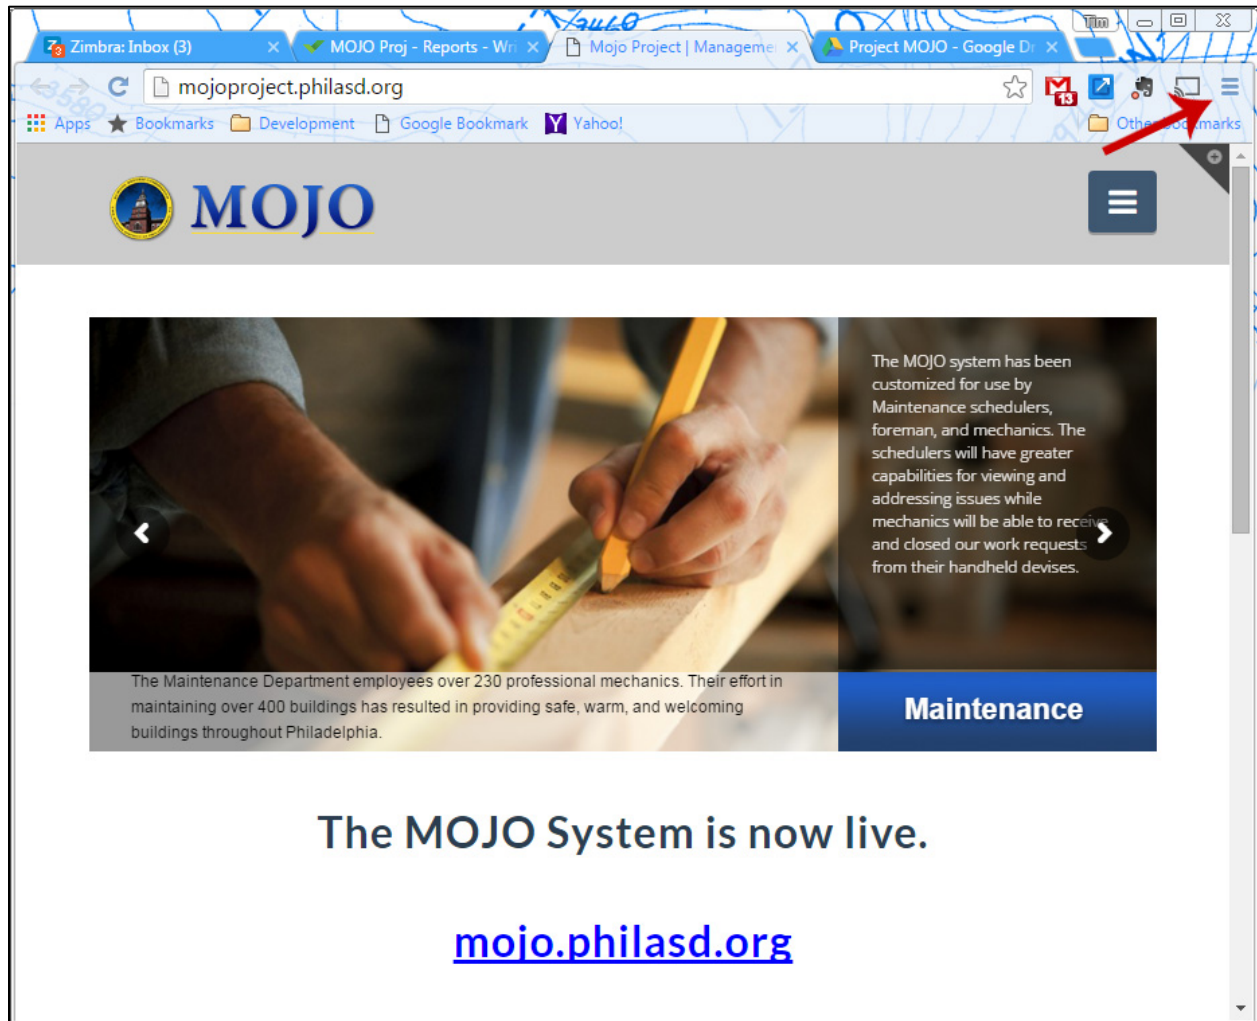 3460
Tim
Zimbra: Inbox (3)
MOJO Proj - Reports - Wri
Mojo Project | Manageme
Project MOJO - Google Dr
3580
mojoproject.philasd.org
13
Apps
Bookmarks
Development
Google Bookmark
Yahoo!
Other bookmarks
MOJO
The MOJO system has been
customized for use by
Maintenance schedulers,
foreman, and mechanics. The
schedulers will have greater
capabilities for viewing and
addressing issues while
mechanics will be able to receive
and closed our work requests
from their handheld devises.
The Maintenance Department employees over 230 professional mechanics. Their effort in
maintaining over 400 buildings has resulted in providing safe, warm, and welcoming
buildings throughout Philadelphia.
Maintenance
The MOJO System is now live.
mojo.philasd.org